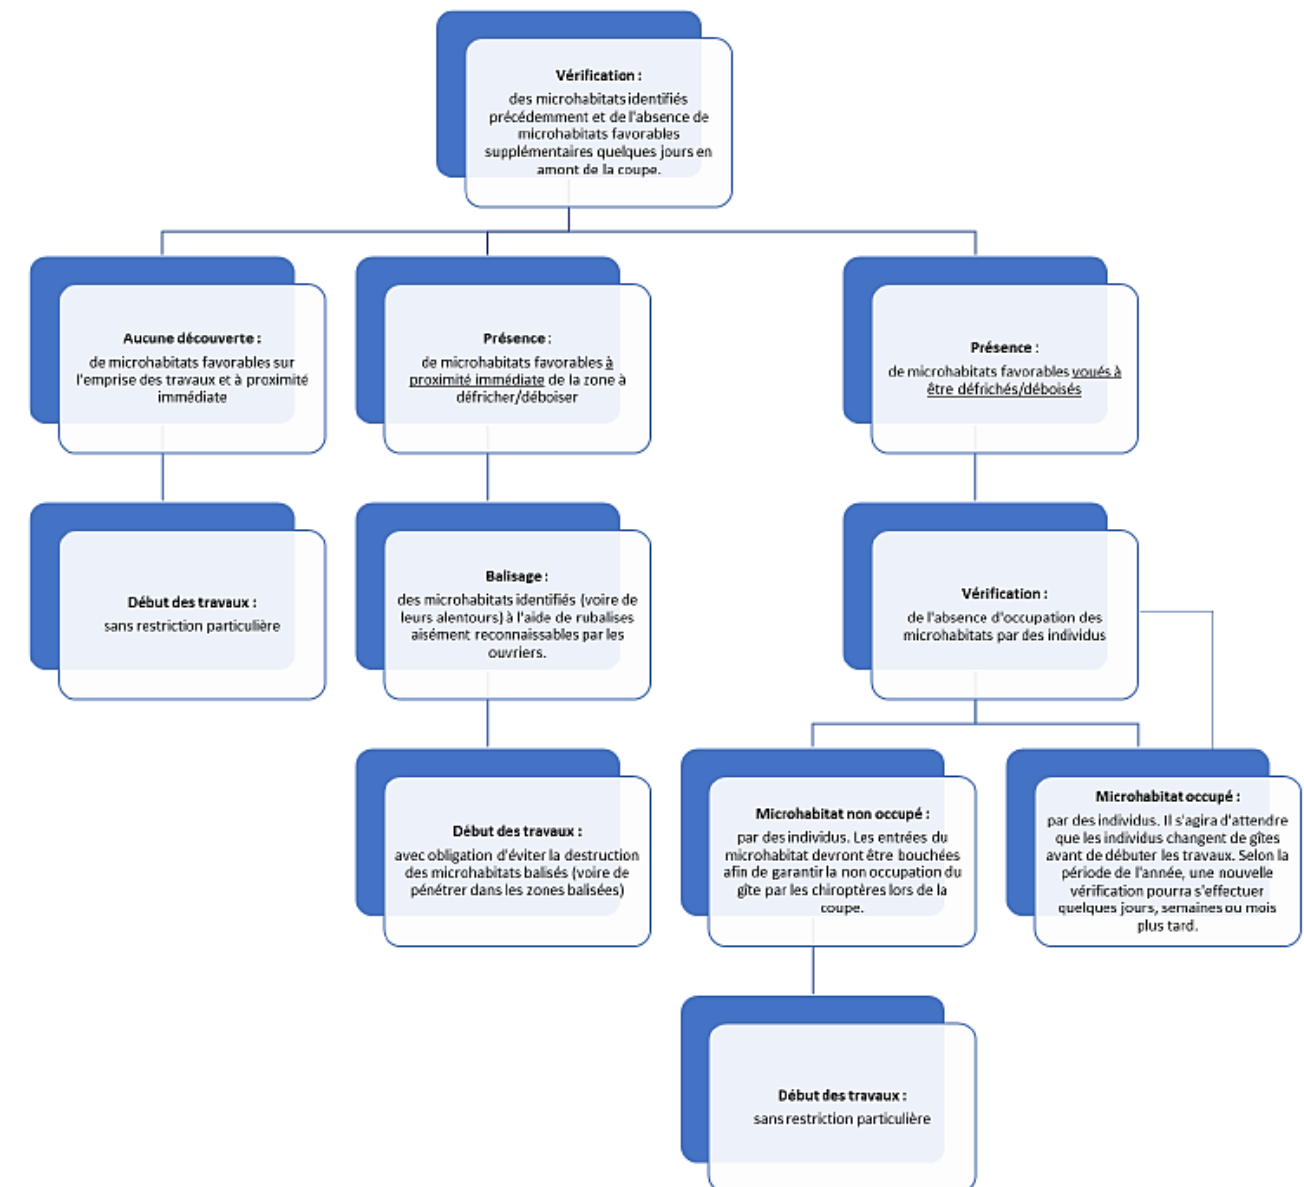 Vérification :
des microhabitats identifiés
précédemment et de l'absence de
microhabitats favorables
supplémentaires quelques jours en
amont de la coupe.
Aucune découverte :
de microhabitats favorables sur
l'emprise des travaux et à proximité
immédiate
Présence :
de microhabitats favorables à
proximité immédiate de la zone à
défricher/déboiser
Présence :
de microhabitats favorables voués à
être défrichés/déboisés
Début des travaux :
sans restriction particulière
Balisage :
des microhabitats identifiés (voire de
leurs alentours) à l'aide de rubalises
aisément reconnaissables par les
ouvriers.
Vérification :
de l'absence d'occupation des
microhabitats par des individus
Début des travaux :
avec obligation d'éviter la destruction
des microhabitats balisés (voire de
pénétrer dans les zones balisées)
Microhabitat non occupé :
par des individus. Les entrées du
microhabitat devront être bouchées
afin de garantir la non occupation du
gîte par les chiroptères lors de la
coupe.
Microhabitat occupé :
par des individus. Il s'agira d'attendre
que les individus changent de gîtes
avant de débuter les travaux. Selon la
période de l'année, une nouvelle
vérification pourra s'effectuer
quelques jours, semaines ou mois
plus tard.
Début des travaux :
sans restriction particulière